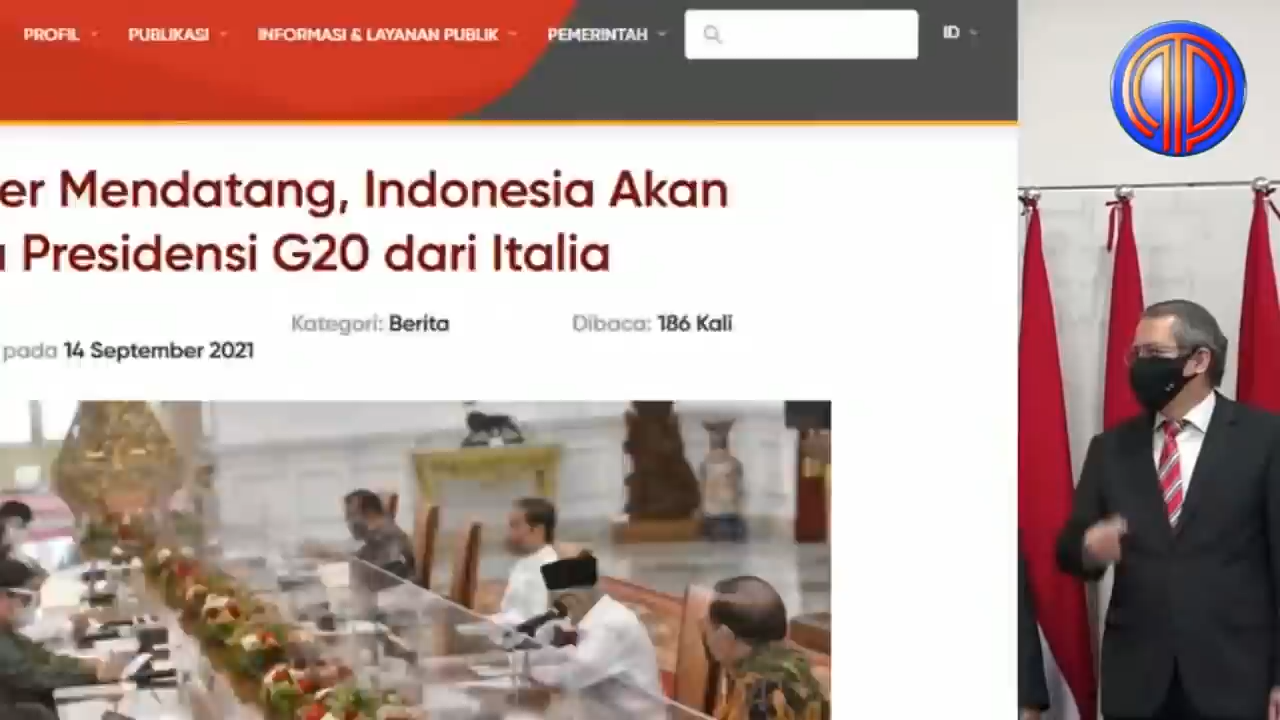 PROFIL
PUBLIKASI
INFORMASI & LAYANAN PUBLIK
PEMERINTAH
ID
er Mendatang, Indonesia Akan
Presidensi G20 dari Italia
Kategori: Berita
Dibaca: 186 Kali
pada 14 September 2021